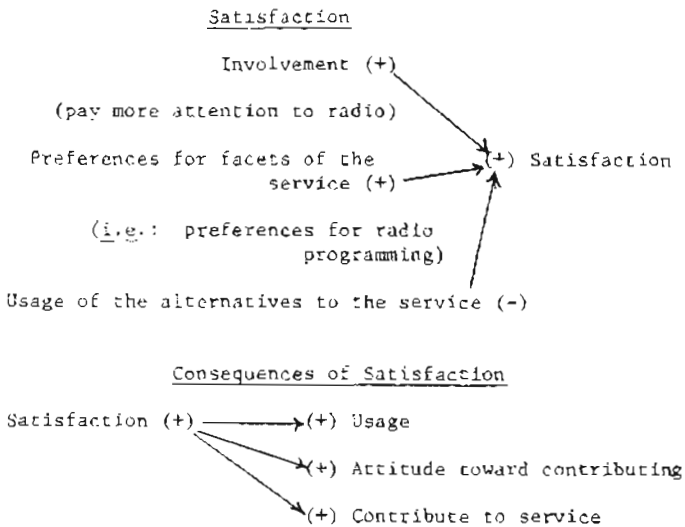 Satisfaction
Involvement (+)
(pay more attention to radio)
Preferences for facets of the
service (+)
(+) Satisfaction
(i.e.: preferences for radio
programming)
Usage of the alternatives to the service (-)
Consequences of Satisfaction
Satisfaction (+)
(+) Usage
(+) Attitude toward contributing
(+) Contribute to service